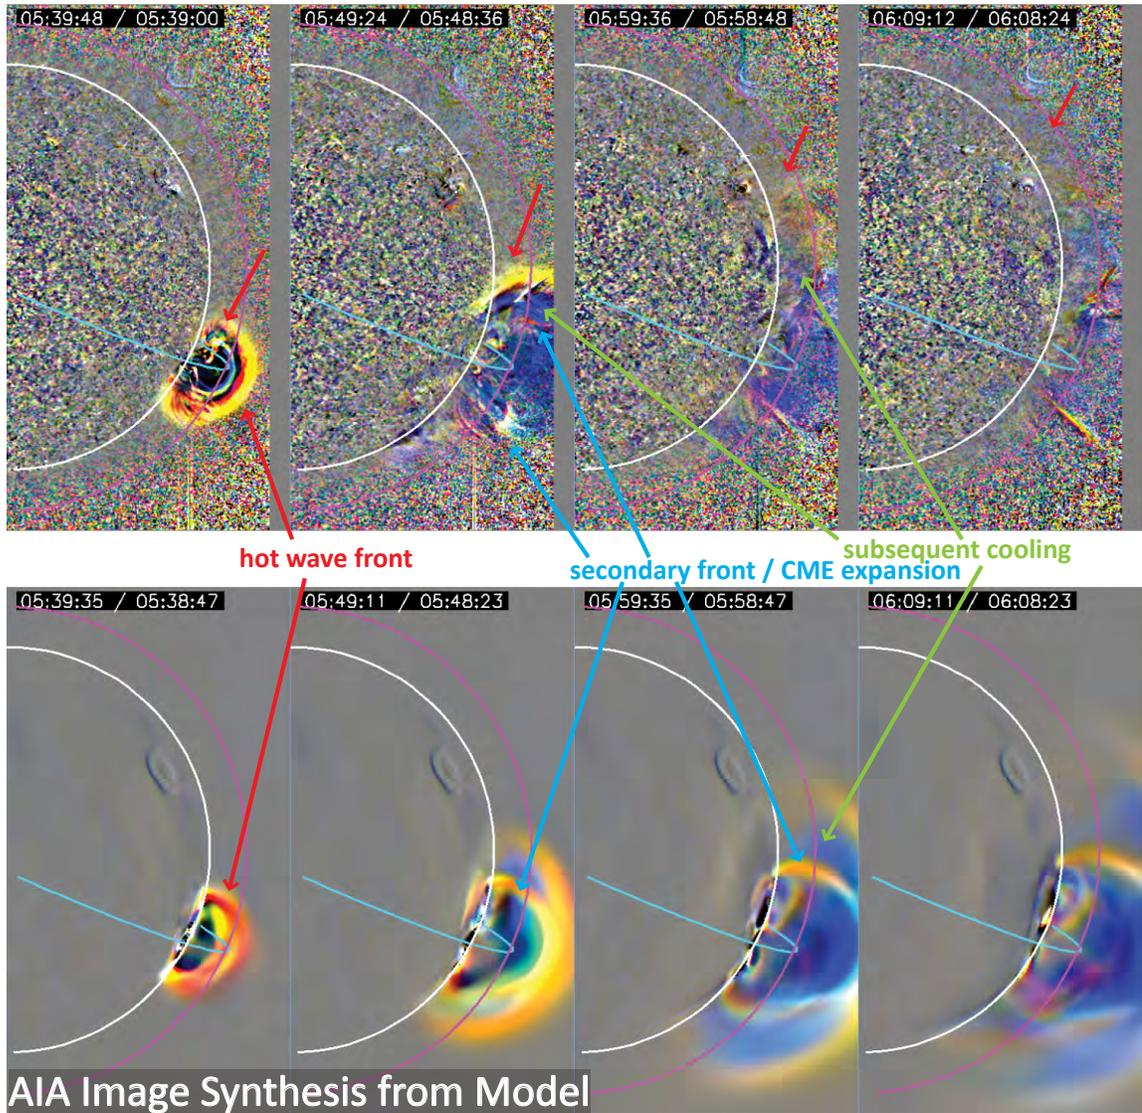 05:39:48 / 05:39:00
05:49:24 / 05:48:36
05:59:36 / 05:58:48
06:09:12 / 06:08:24
hot wave front
subsequent cooling
secondary front / CME expansion
05:39:35 / 05:38:47
05:49:11 / 05:48:23
05:59:35 / 05:58:47
06:09:11 / 06:08:23
AIA Image Synthesis from Model